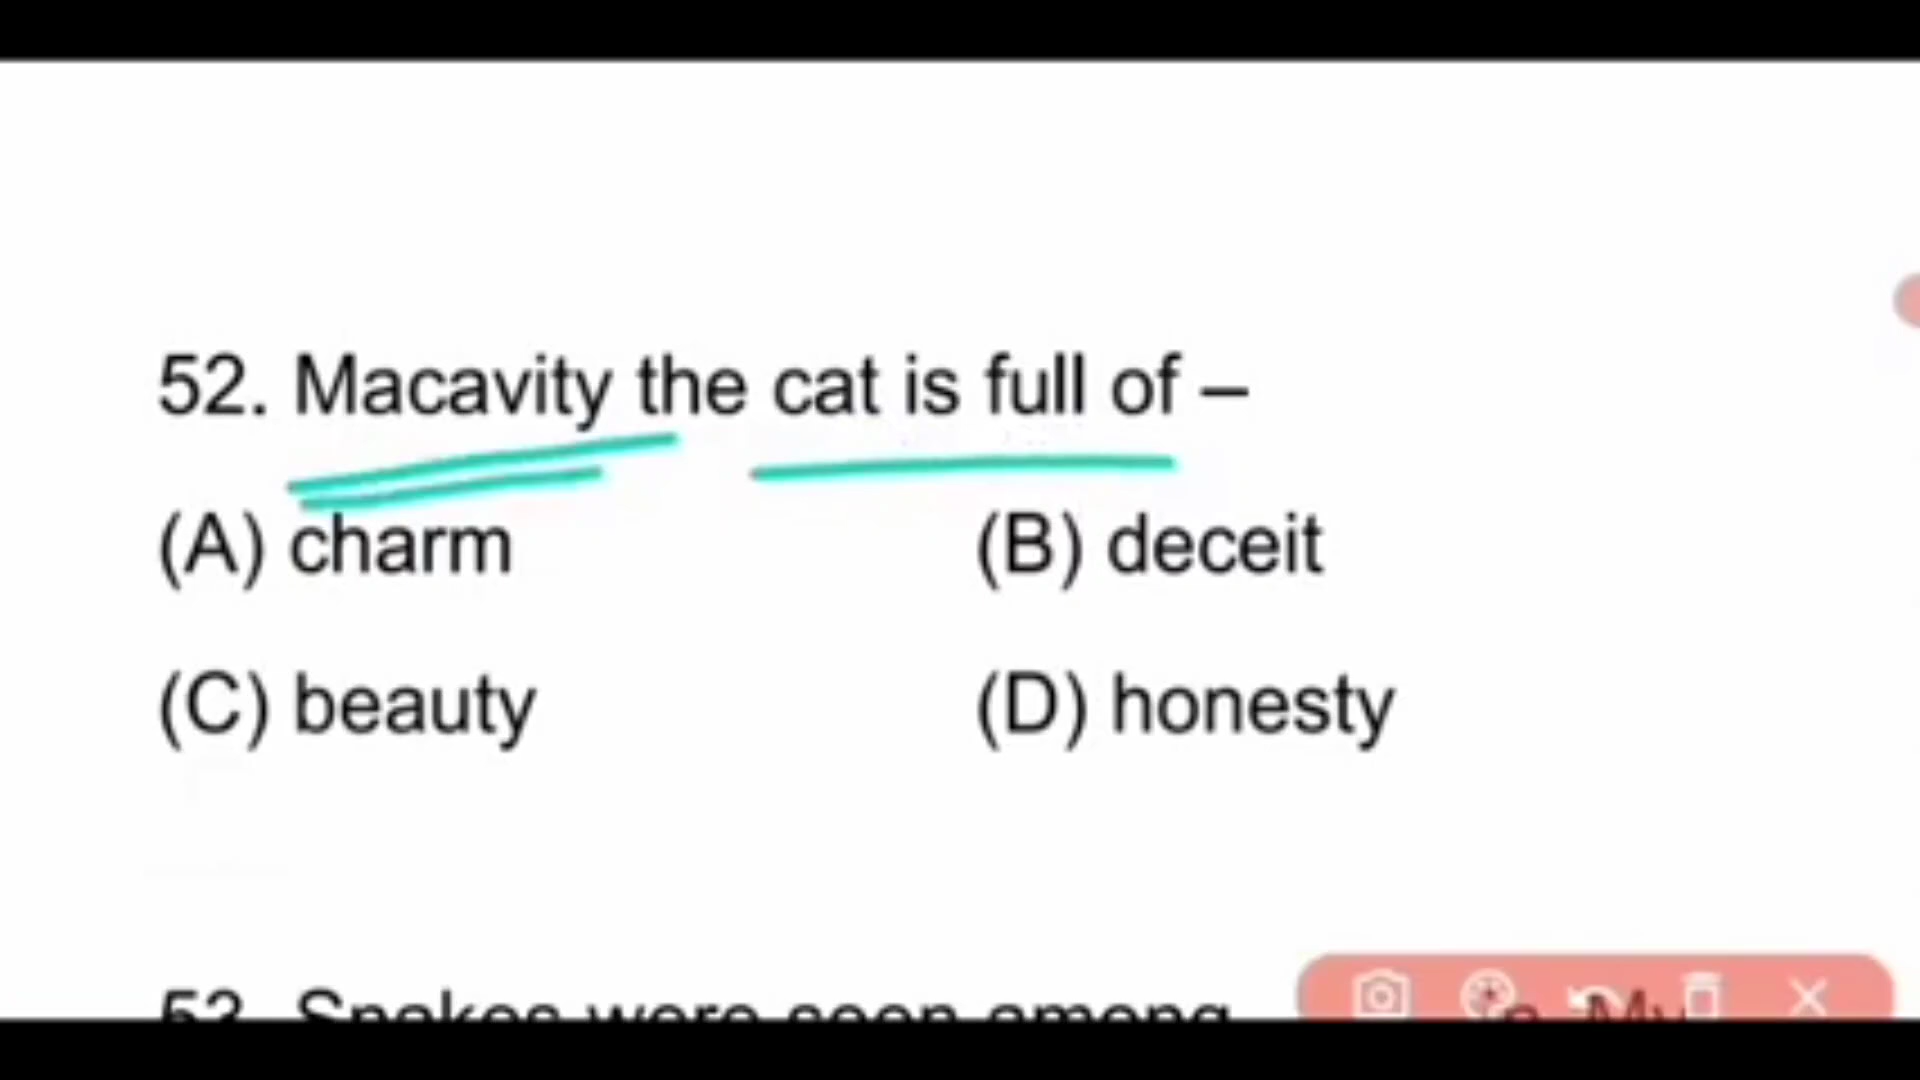 52. Macavity the cat is full of –
(A) charm (B) deceit
(C) beauty (D) honesty
53. Snakes were seen among